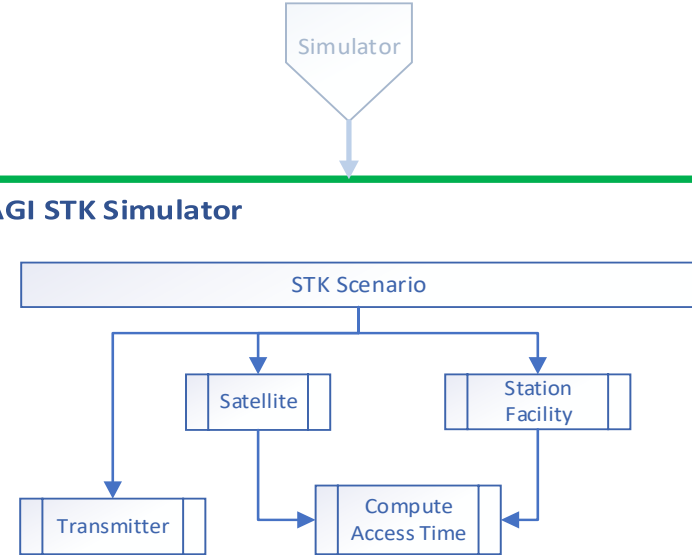 Simulator
AGI STK Simulator
STK Scenario
Satellite
Station
Facility
Transmitter
Compute
Access Time